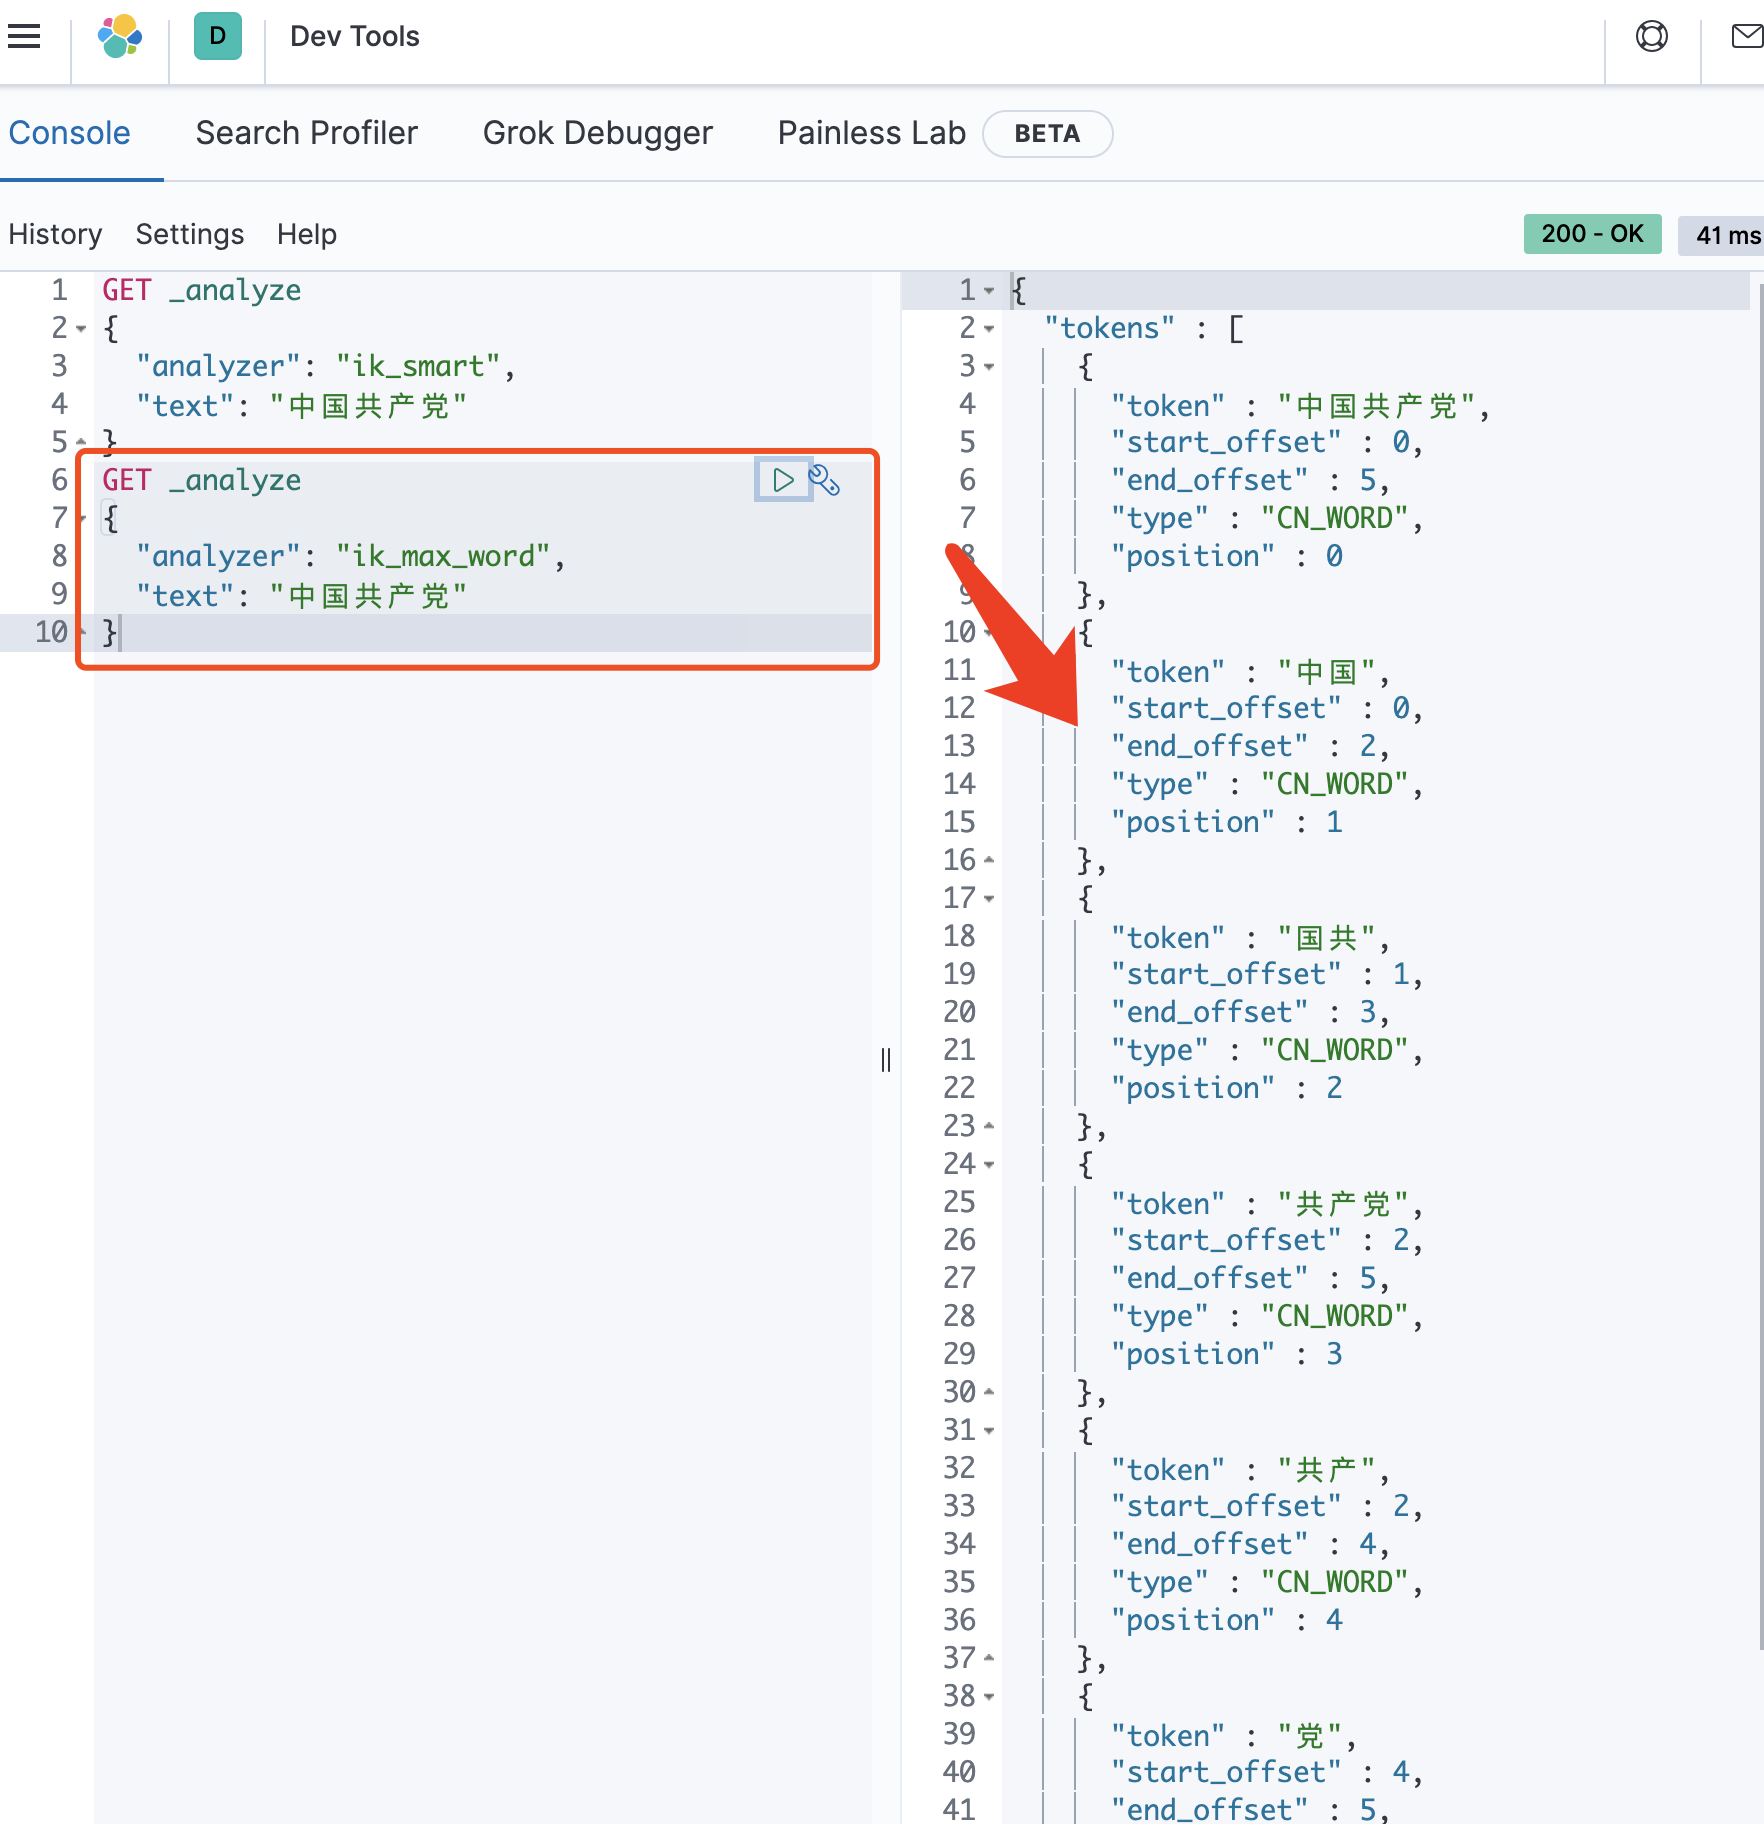 D Dev Tools
Console Search Profiler Grok Debugger Painless Lab BETA
History Settings Help 200 - OK 41 ms
1 GET _analyze
2 {
3 "analyzer": "ik_smart",
4 "text": "中国共产党"
5 }
6 GET _analyze
7 {
8 "analyzer": "ik_max_word",
9 "text": "中国共产党"
10 }
1 {
2 "tokens" : [
3 {
4 "token" : "中国共产党",
5 "start_offset" : 0,
6 "end_offset" : 5,
7 "type" : "CN_WORD",
8 "position" : 0
9 },
10 {
11 "token" : "中国",
12 "start_offset" : 0,
13 "end_offset" : 2,
14 "type" : "CN_WORD",
15 "position" : 1
16 },
17 {
18 "token" : "国共",
19 "start_offset" : 1,
20 "end_offset" : 3,
21 "type" : "CN_WORD",
22 "position" : 2
23 },
24 {
25 "token" : "共产党",
26 "start_offset" : 2,
27 "end_offset" : 5,
28 "type" : "CN_WORD",
29 "position" : 3
30 },
31 {
32 "token" : "共产",
33 "start_offset" : 2,
34 "end_offset" : 4,
35 "type" : "CN_WORD",
36 "position" : 4
37 },
38 {
39 "token" : "党",
40 "start_offset" : 4,
41 "end_offset" : 5,